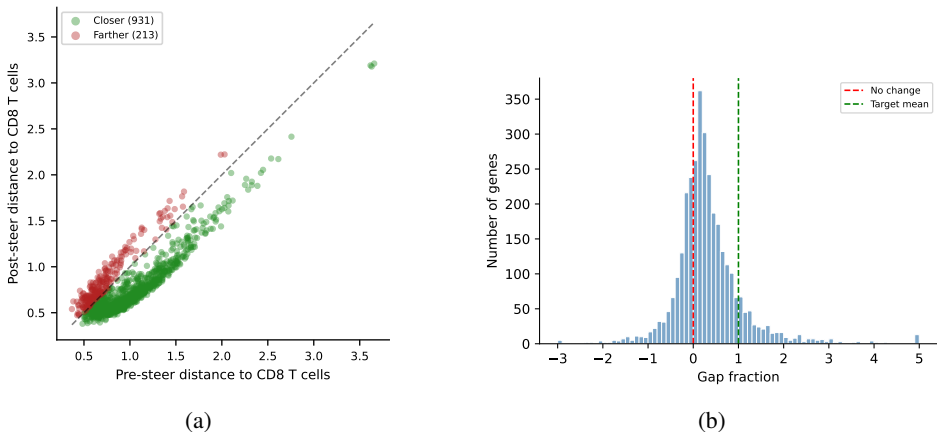 Closer (931)
Farther (213)
3.5
3.0
2.5
2.0
1.5
1.0
0.5
Post-steer distance to CD8 T cells
0.5 1.0 1.5 2.0 2.5 3.0 3.5
Pre-steer distance to CD8 T cells
(a)
No change
Target mean
350
300
250
200
150
100
50
0
Number of genes
−3 −2 −1 0 1 2 3 4 5
Gap fraction
(b)